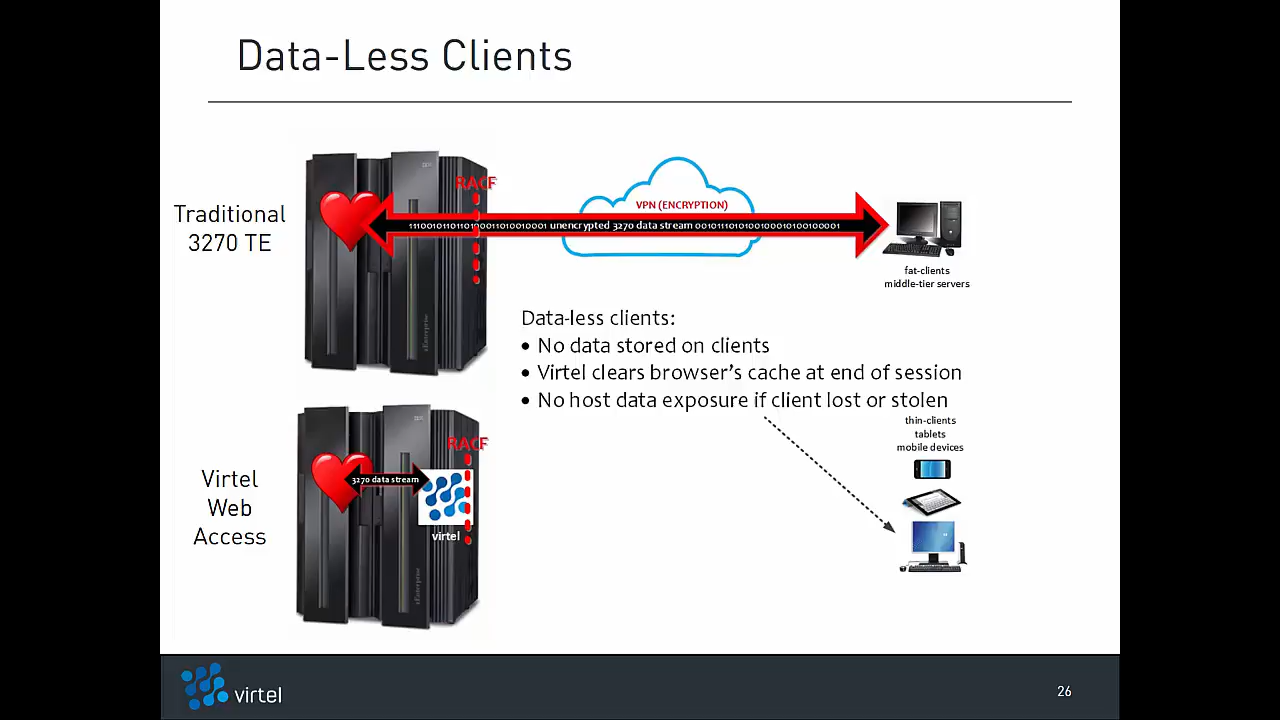 Data-Less Clients
RACF
VPN (ENCRYPTION)
Traditional
3270 TE
unencrypted 3270 data stream
fat-clients
middle-tier servers
Data-less clients:
• No data stored on clients
• Virtel clears browser's cache at end of session
• No host data exposure if client lost or stolen
thin-clients
tablets
mobile devices
RACF
Virtel
Web
Access
3270 data stream
virtel
virtel
26